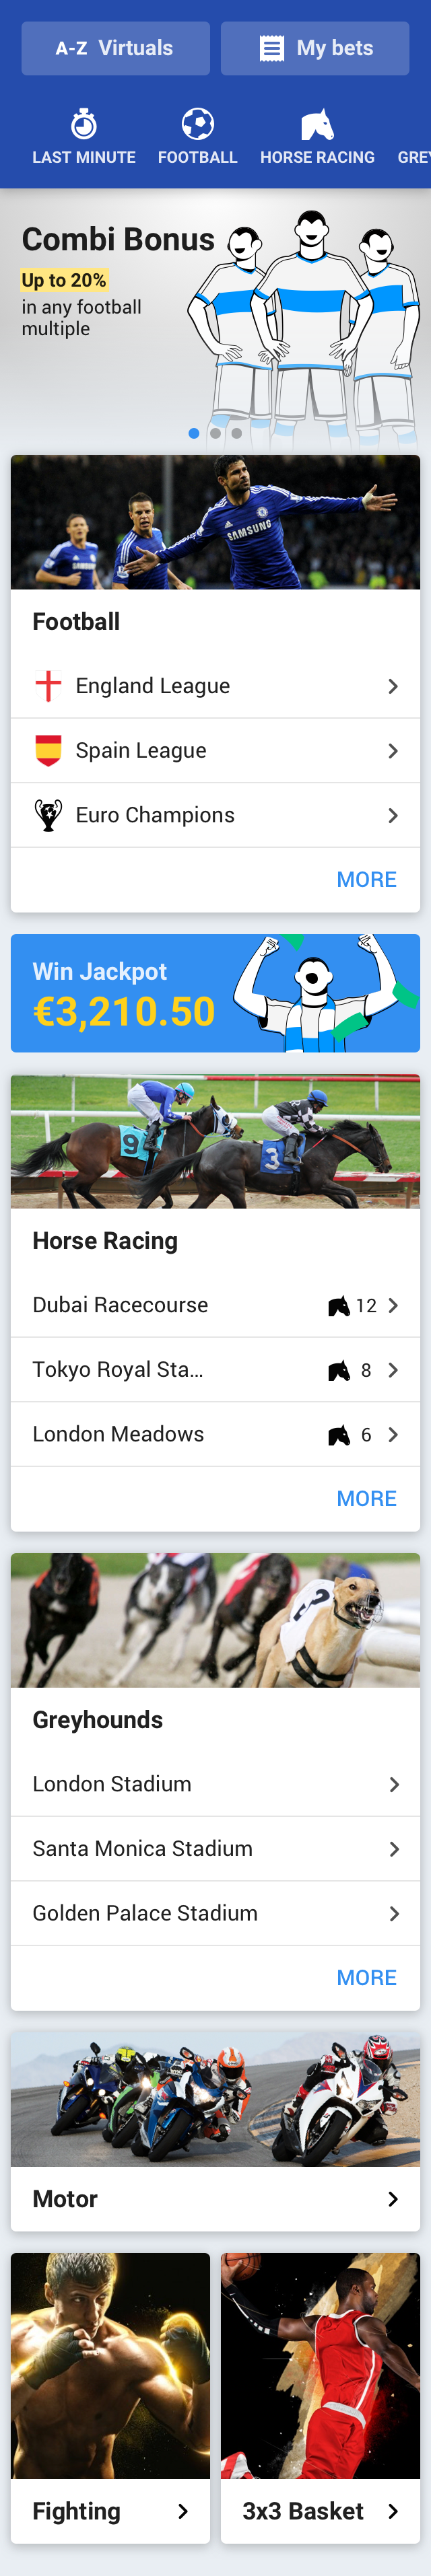 A-Z Virtuals
My bets
LAST MINUTE
FOOTBALL
HORSE RACING
GREY
Combi Bonus
Up to 20%
in any football
multiple
SAMSUNG
Football
England League
Spain League
Euro Champions
MORE
Win Jackpot
€3,210.50
9
3
Horse Racing
Dubai Racecourse 12
Tokyo Royal Sta... 8
London Meadows 6
MORE
2
Greyhounds
London Stadium
Santa Monica Stadium
Golden Palace Stadium
MORE
Motor
Fighting
3x3 Basket